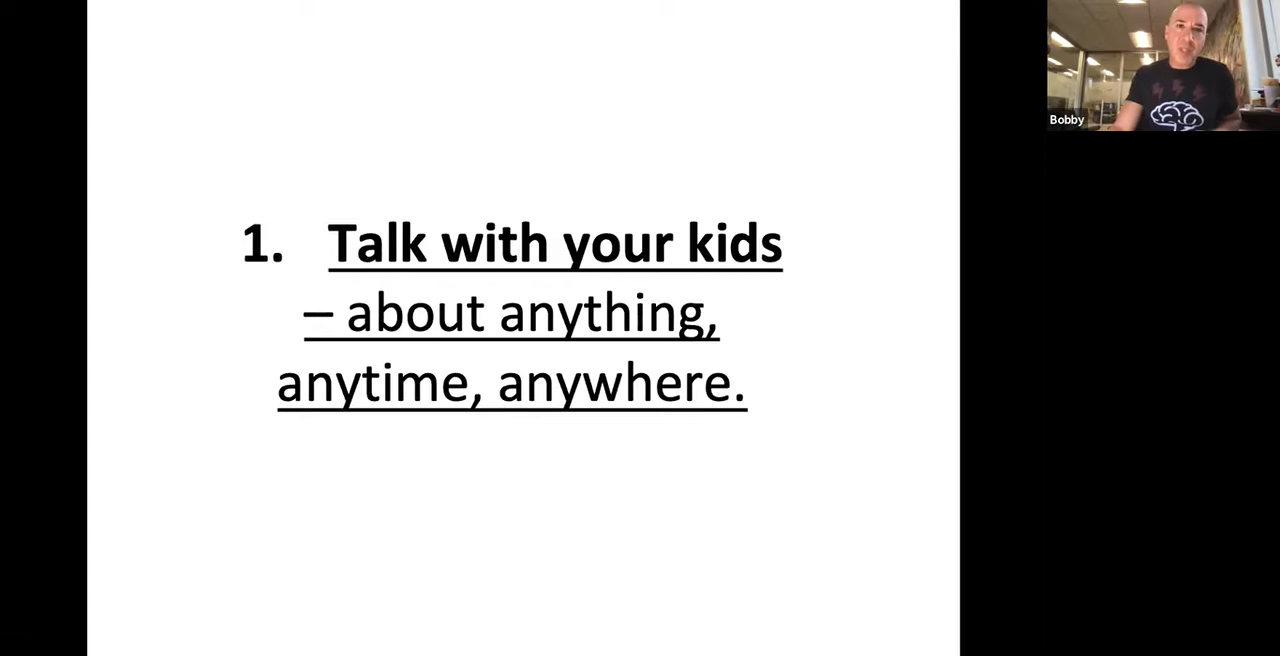 1. Talk with your kids
– about anything,
anytime, anywhere.
Bobby